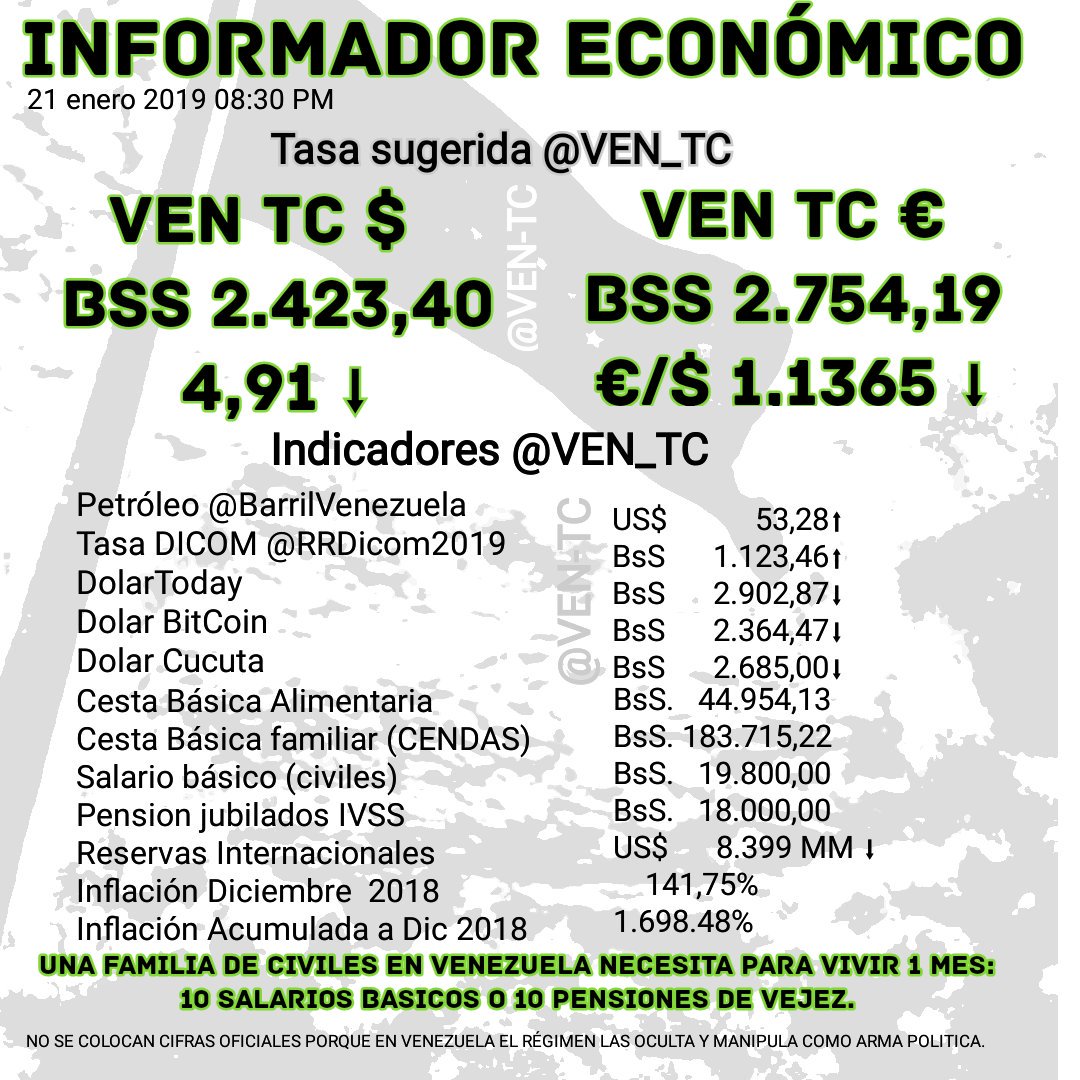 INFORMADOR ECONÓMICO
21 enero 2019 08:30 PM
Tasa sugerida @VEN_TC
VEN TC $
BSS 2.423,40
4,91 ↓
VEN TC €
BSS 2.754,19
€/$ 1.1365 ↓
@VEN-TC
Indicadores @VEN_TC
Petróleo @BarrilVenezuela US$ 53,28↑
Tasa DICOM @RRDicom2019 BsS 1.123,46↑
DolarToday BsS 2.902,87↓
Dolar BitCoin BsS 2.364,47↓
Dolar Cucuta BsS 2.685,00↓
Cesta Básica Alimentaria BsS. 44.954,13
Cesta Básica familiar (CENDAS) BsS. 183.715,22
Salario básico (civiles) BsS. 19.800,00
Pension jubilados IVSS BsS. 18.000,00
Reservas Internacionales US$ 8.399 MM ↓
Inflación Diciembre 2018 141,75%
Inflación Acumulada a Dic 2018 1.698.48%
@VEN-TC
UNA FAMILIA DE CIVILES EN VENEZUELA NECESITA PARA VIVIR 1 MES:
10 SALARIOS BASICOS O 10 PENSIONES DE VEJEZ.
NO SE COLOCAN CIFRAS OFICIALES PORQUE EN VENEZUELA EL RÉGIMEN LAS OCULTA Y MANIPULA COMO ARMA POLITICA.